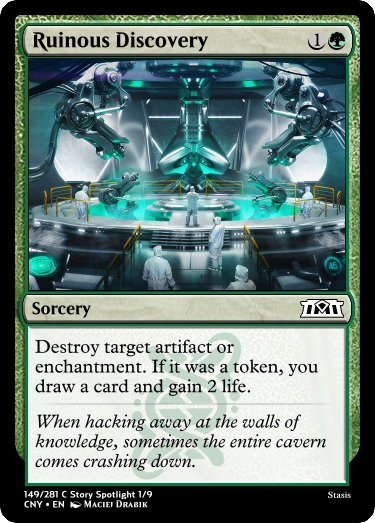 Ruinous Discovery 1
Sorcery
Destroy target artifact or
enchantment. If it was a token, you
draw a card and gain 2 life.
When hacking away at the walls of
knowledge, sometimes the entire cavern
comes crashing down.
149/281 C Story Spotlight 1/9
CNY • EN Maciej Drabik
Stasis